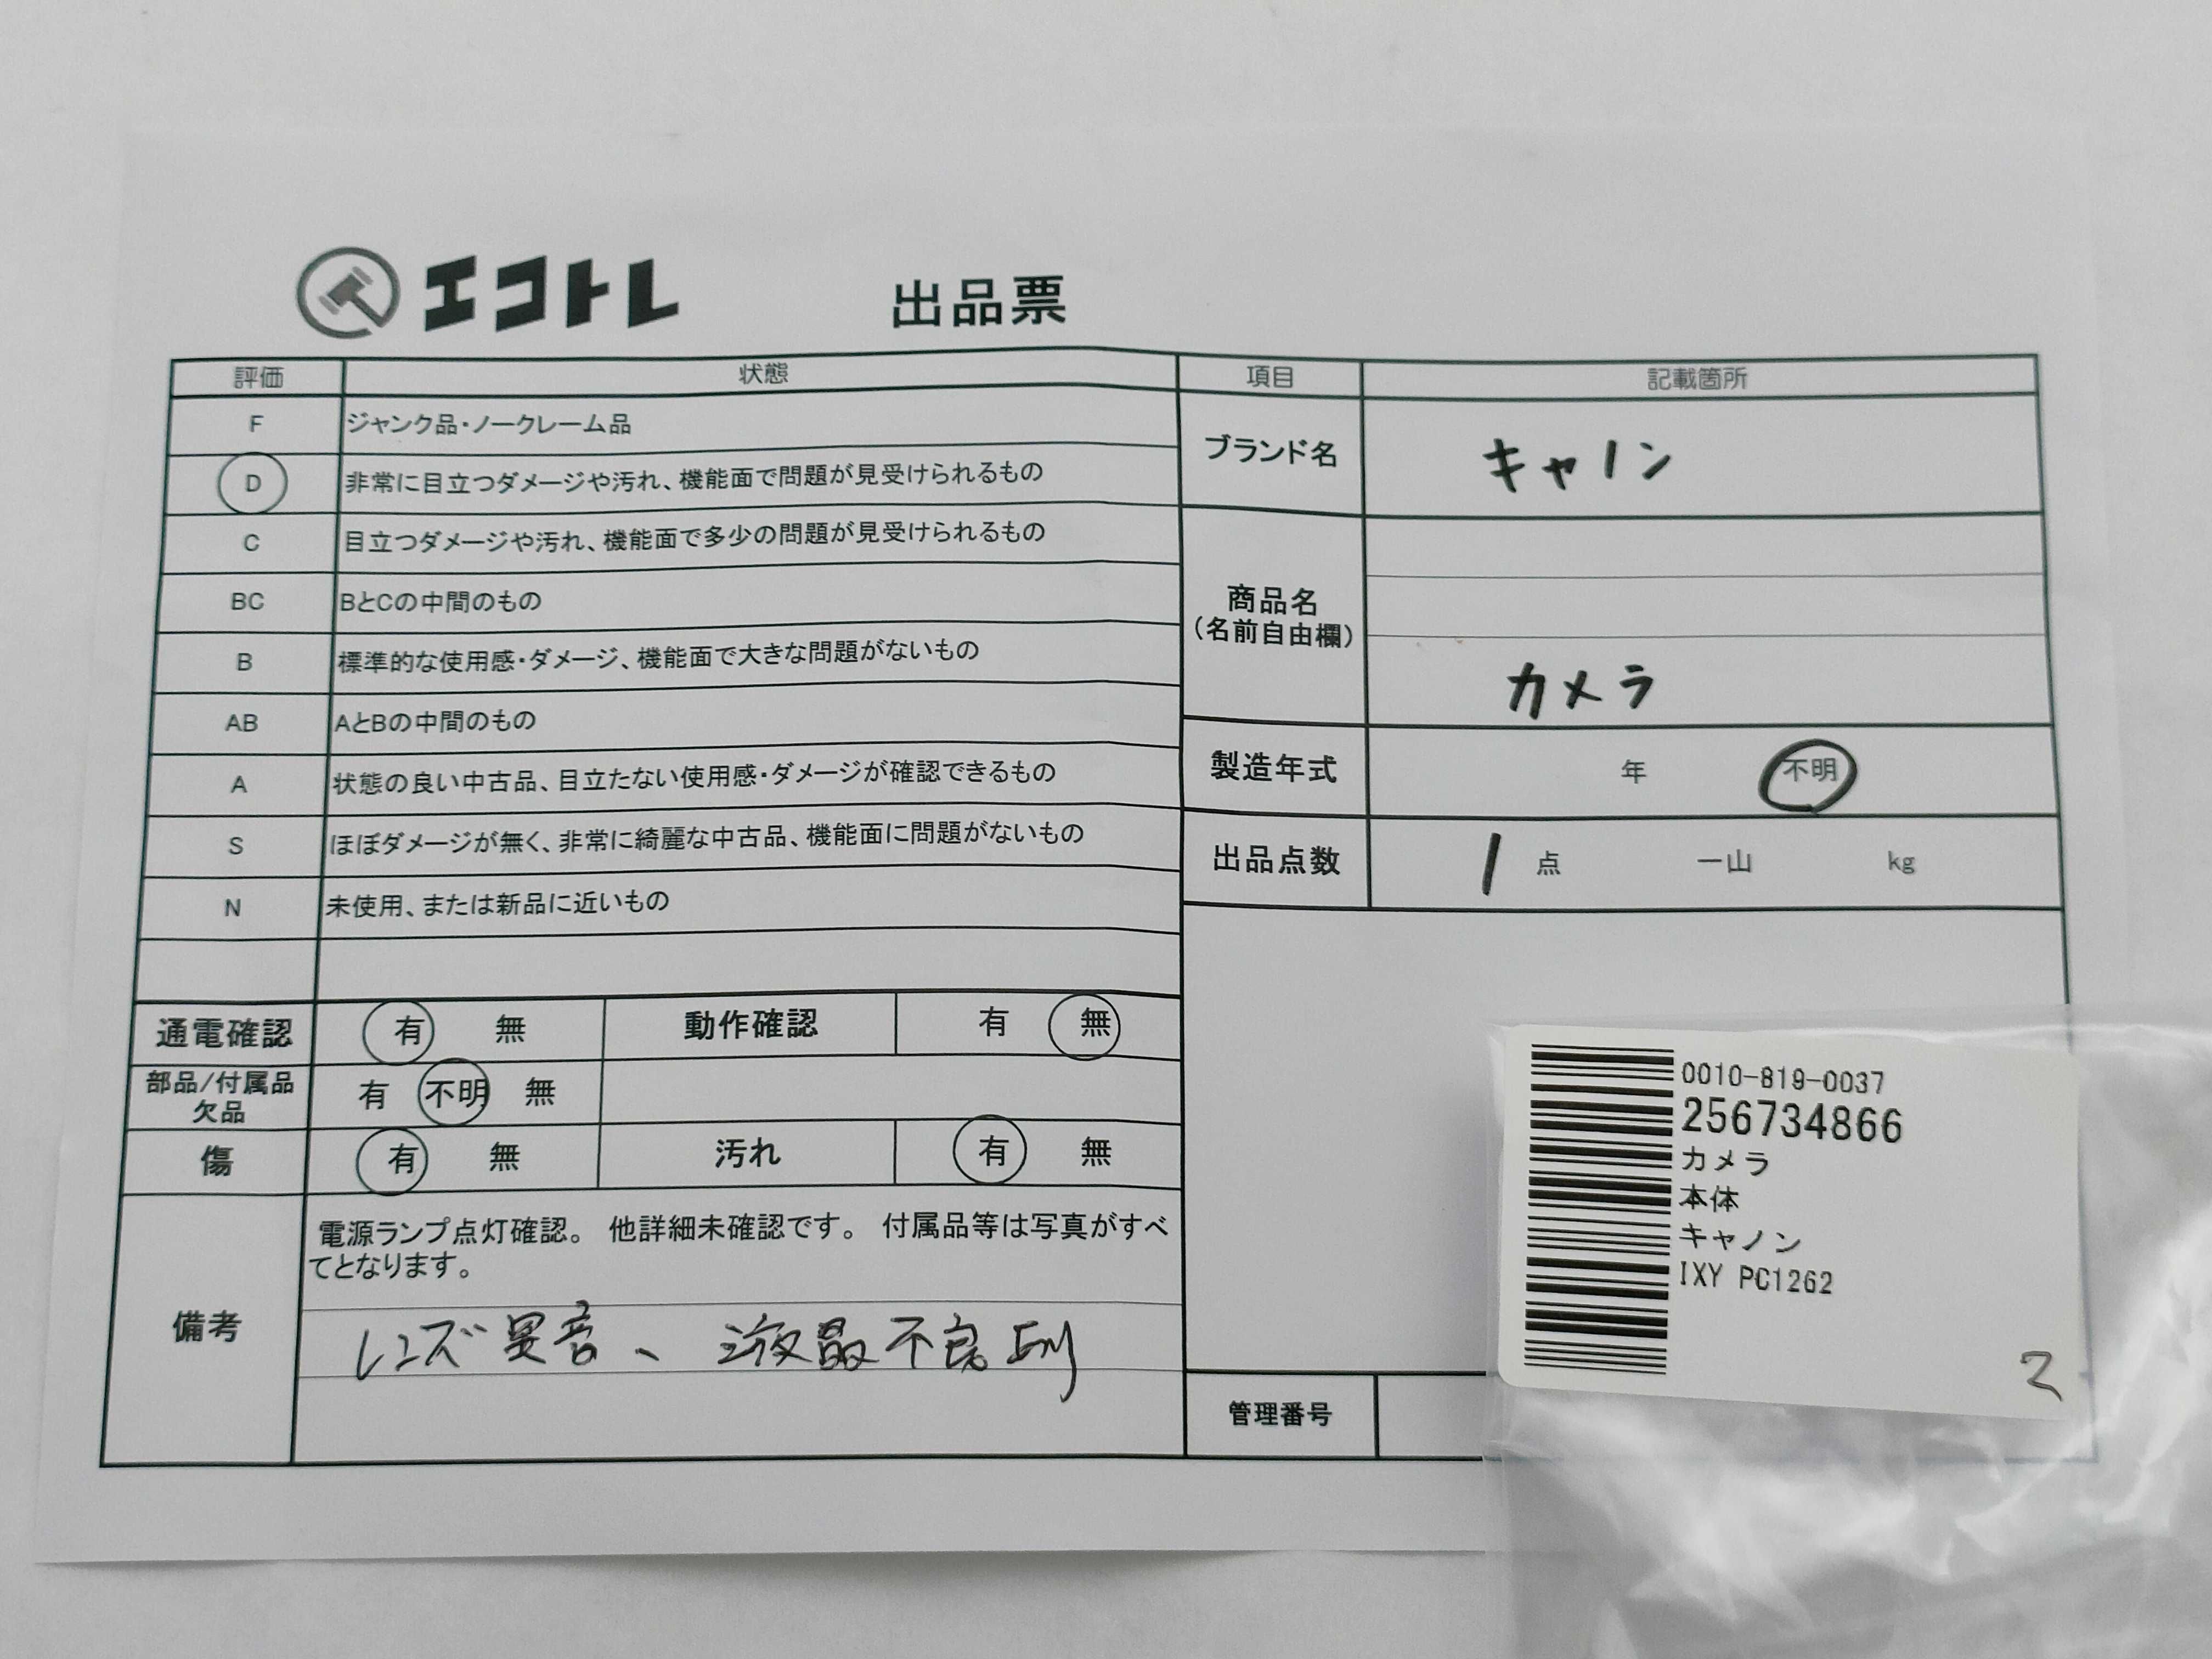 エコトレ 出品票
評価 状態
F ジャンク品・ノークレーム品
D 非常に目立つダメージや汚れ、機能面で問題が見受けられるもの
C 目立つダメージや汚れ、機能面で多少の問題が見受けられるもの
BC BとCの中間のもの
B 標準的な使用感・ダメージ、機能面で大きな問題がないもの
AB AとBの中間のもの
A 状態の良い中古品、目立たない使用感・ダメージが確認できるもの
S ほぼダメージが無く、非常に綺麗な中古品、機能面に問題がないもの
N 未使用、または新品に近いもの
通電確認 有 無 動作確認 有 無
部品/付属品
欠品 有 不明 無
傷 有 無 汚れ 有 無
備考
電源ランプ点灯確認。 他詳細未確認です。 付属品等は写真がすべ
てとなります。
レンズ異音、液晶不良
項目 記載箇所
ブランド名 キャノン
商品名
(名前自由欄)
カメラ
製造年式 年 不明
出品点数 1 点 一山 kg
管理番号
0010-819-0037
256734866
カメラ
本体
キャノン
IXY PC1262
2